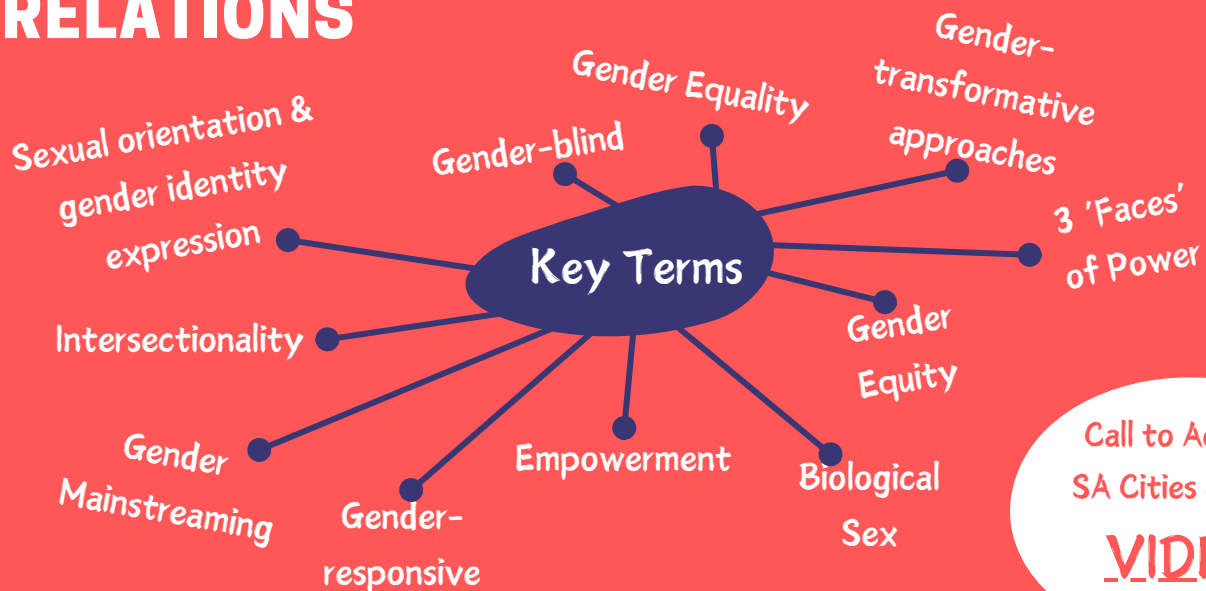 RELATIONS
Gender-
transformative
approaches
Gender Equality
Gender-blind
Sexual orientation &
gender identity
expression
3 'Faces'
of Power
Key Terms
Gender
Equity
Intersectionality
Gender
Mainstreaming
Gender-
responsive
Empowerment
Biological
Sex
Call to
SA Cities